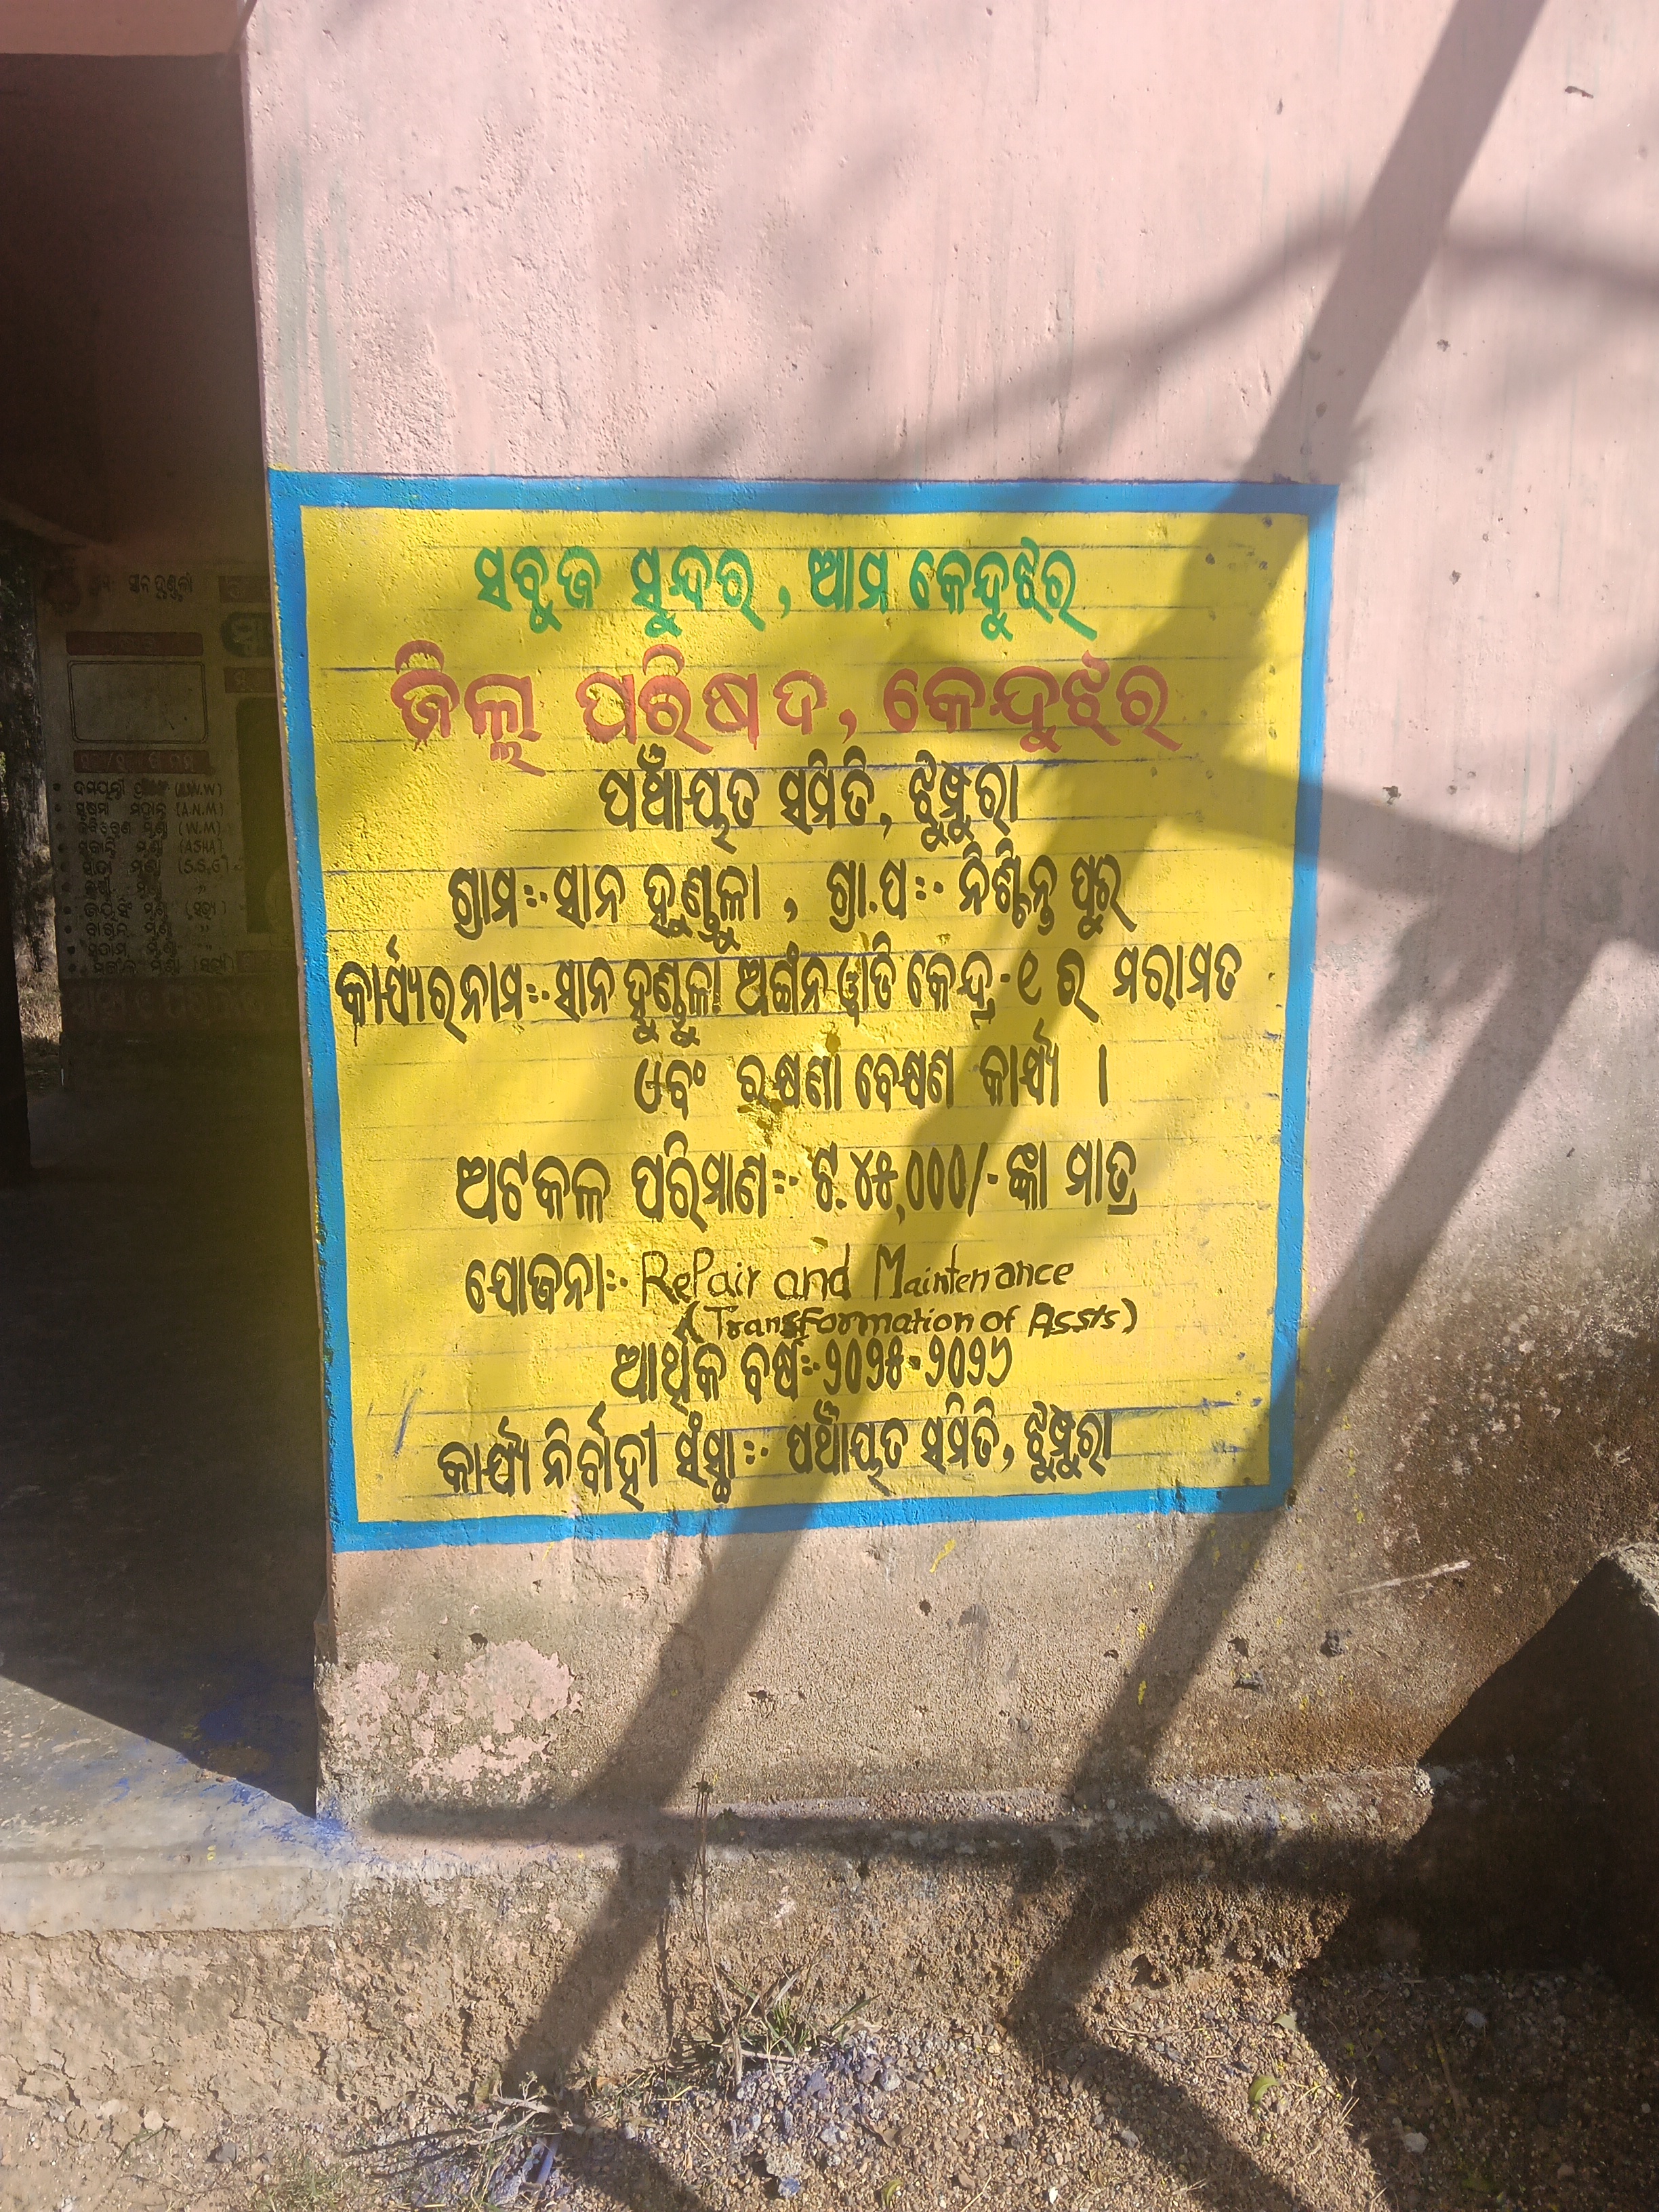 ସବୁଜ ସୁନ୍ଦର, ଆମ କେନ୍ଦୁଝର
ଜିଲ୍ଲା ପରିଷଦ, କେନ୍ଦୁଝର
ପଞ୍ଚାୟତ ସମିତି, ଝୁମ୍ପୁରା
ଗ୍ରାମ:- ସାନ ହୁଣ୍ଡୁଳା , ଗ୍ରା.ପ:- ନିଶ୍ଚିନ୍ତ ପୁର
କାର୍ଯ୍ୟର ନାମ:- ସାନ ହୁଣ୍ଡୁଳା ଅଙ୍ଗନୱାଡି କେନ୍ଦ୍ର-୧ ର ମରାମତ
ଏବଂ ରକ୍ଷଣା ବେକ୍ଷଣ କାର୍ଯ୍ୟ ।
ଅଟକଳ ପରିମାଣ:- ଟ.୪୫,୦୦୦/- ଙ୍କା ମାତ୍ର
ଯୋଜନା:- RePair and Maintenance
(Transformation of Assts)
ଆର୍ଥିକ ବର୍ଷ:- ୨୦୨୫-୨୦୨୬
କାର୍ଯ୍ୟ ନିର୍ବାହୀ ସଂସ୍ଥା:- ପଞ୍ଚାୟତ ସମିତି, ଝୁମ୍ପୁରା
ସାନ ହୁଣ୍ଡୁଳା
(A.W.W)
(A.N.M)
(W.M)
(ASHA)